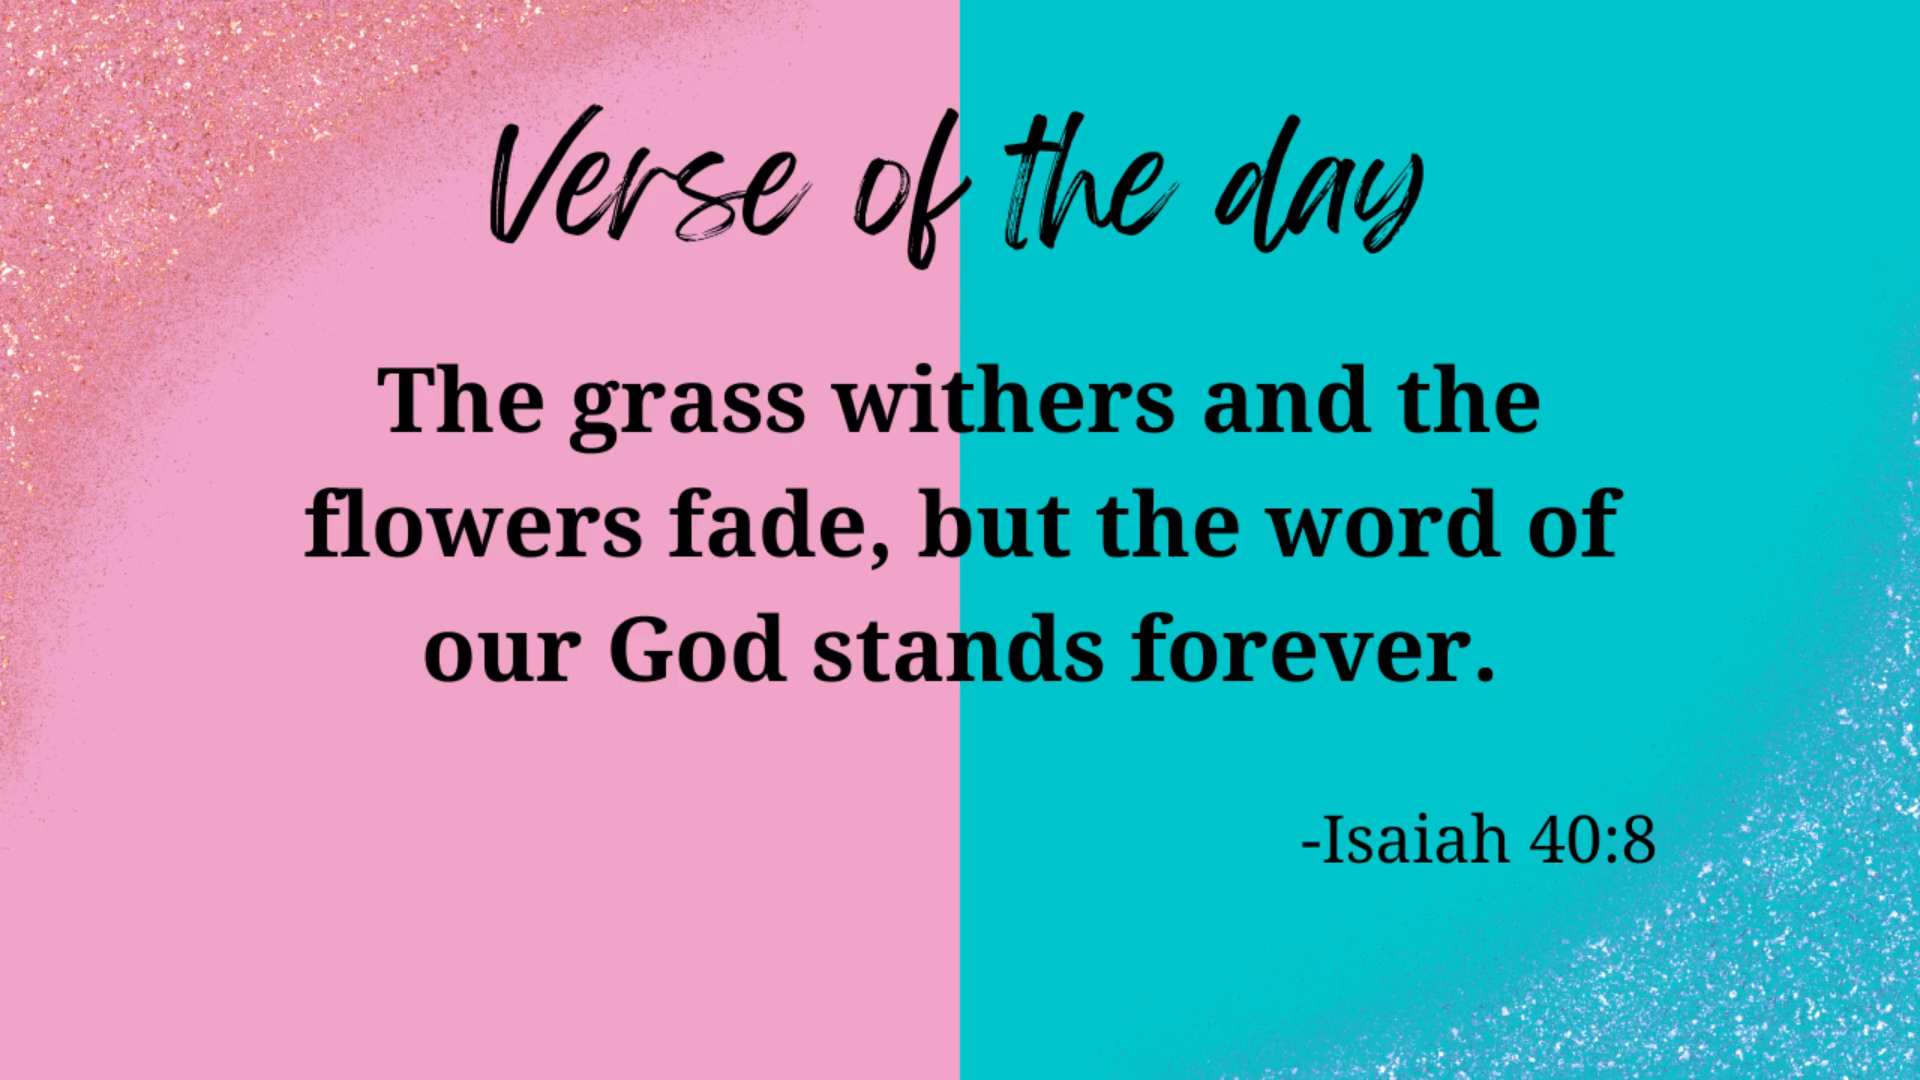 Verse of the day
The grass withers and the
flowers fade, but the word of
our God stands forever.
-Isaiah 40:8